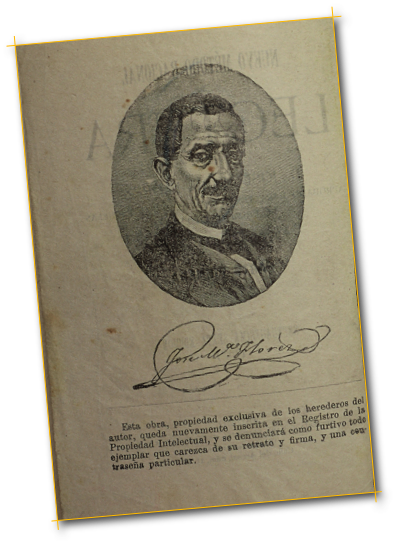 José Mª Florez
Esta obra, propiedad exclusiva de los herederos del
autor, queda nuevamente inscrita en el Registro de la
Propiedad Intelectual, y se denunciará como furtivo todo
ejemplar que carezca de su retrato y firma, y una con-
traseña particular.